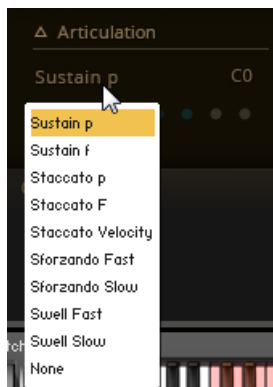 Articulation
Sustain p C0
Sustain p
Sustain f
Staccato p
Staccato F
Staccato Velocity
Sforzando Fast
Sforzando Slow
Swell Fast
Swell Slow
None